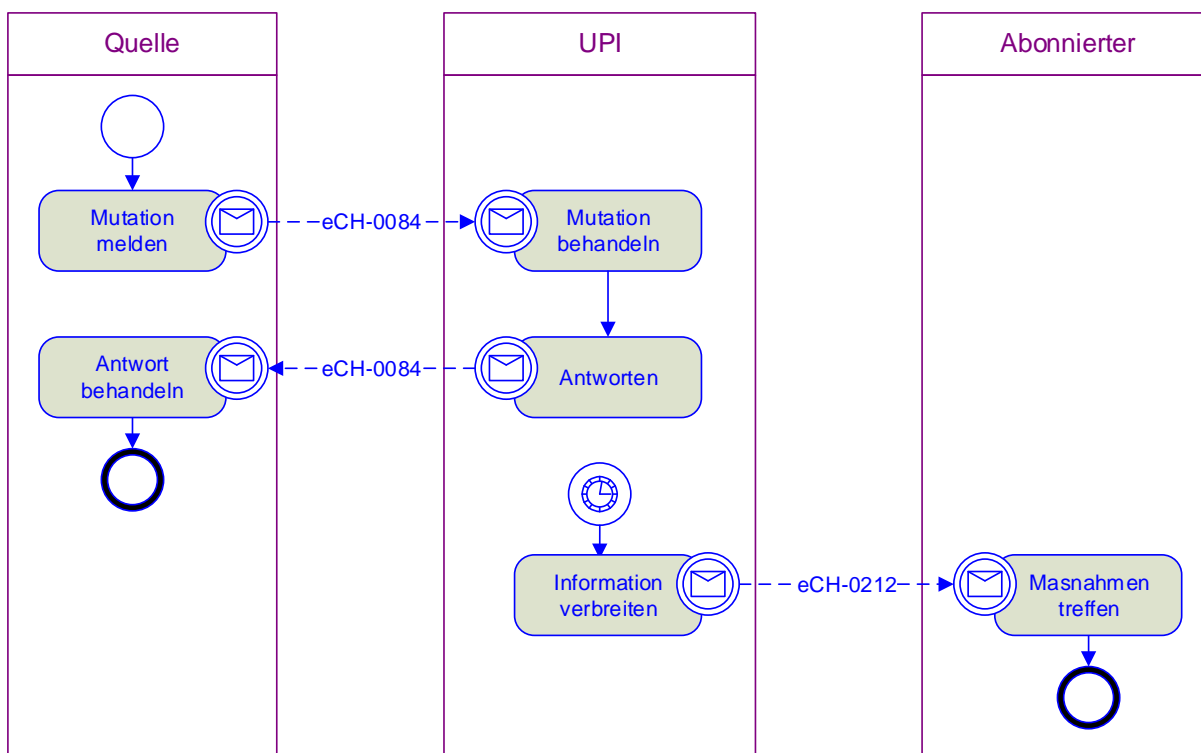 Quelle
UPI
Abonnierter
Mutation
melden
eCH-0084
Mutation
behandeln
Antwort
behandeln
eCH-0084
Antworten
Information
verbreiten
eCH-0212
Masnahmen
treffen